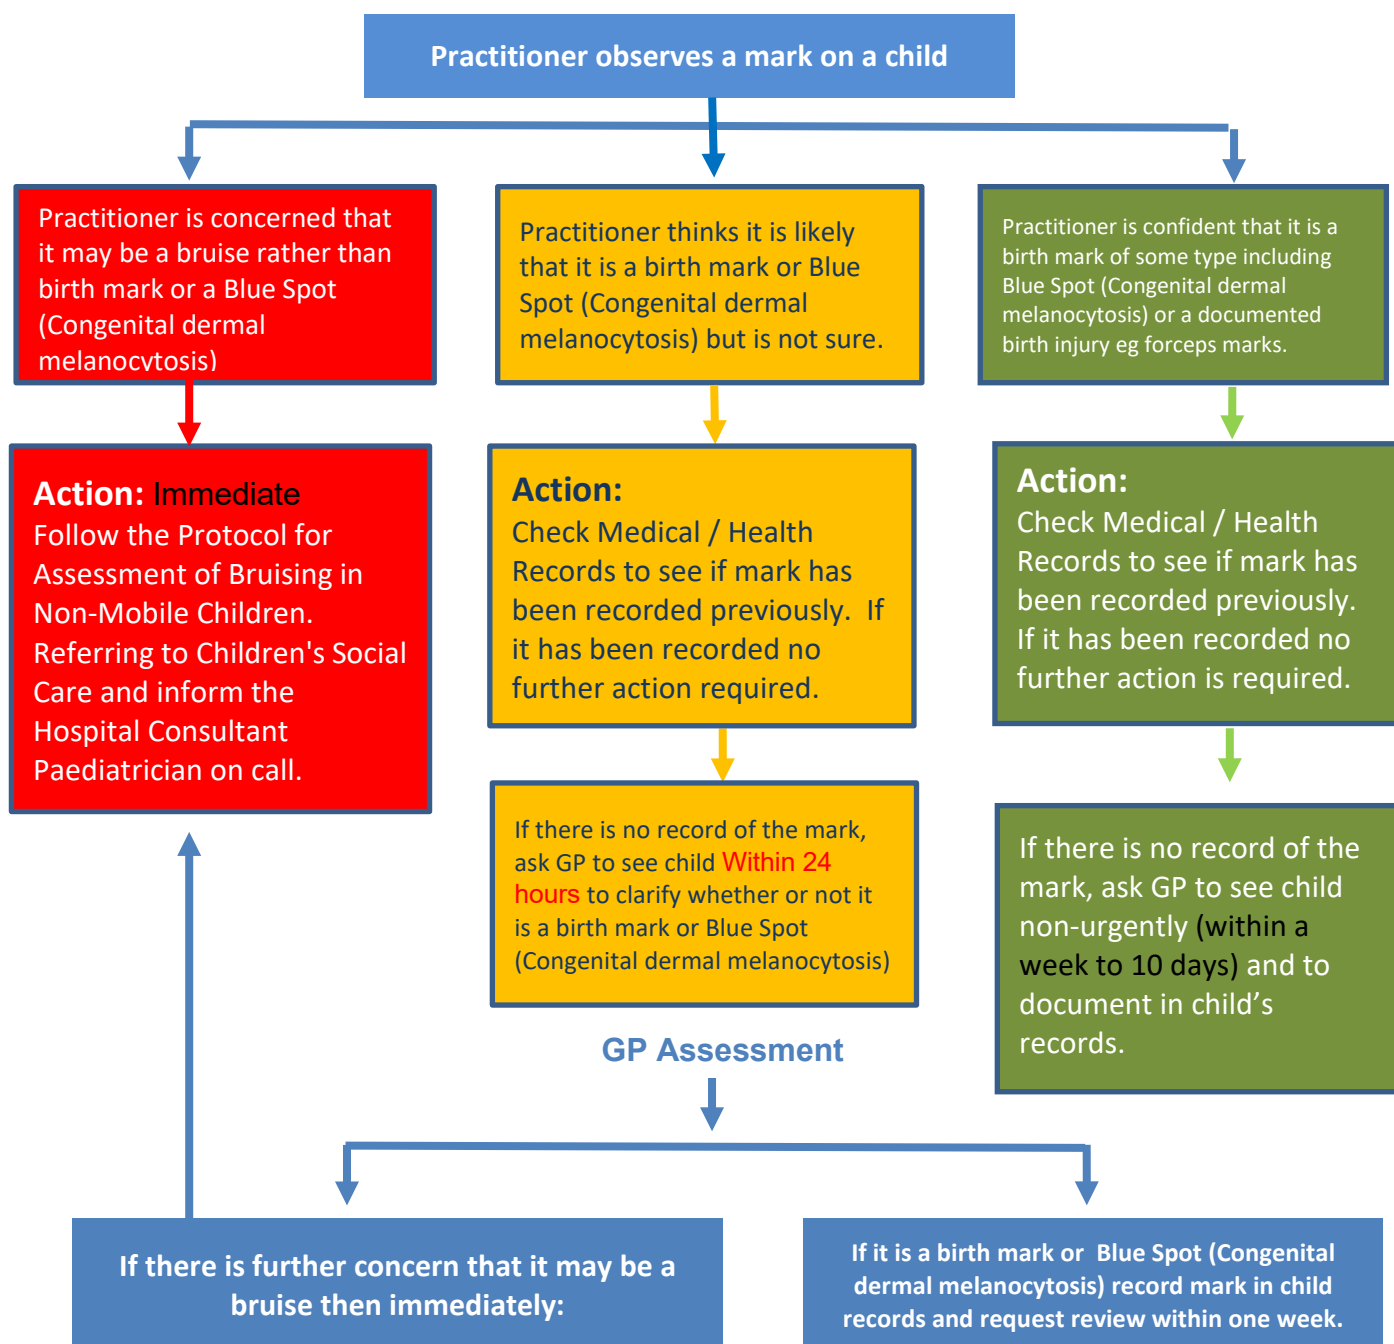 Practitioner observes a mark on a child
Practitioner is concerned that
it may be a bruise rather than
birth mark or a Blue Spot
(Congenital dermal
melanocytosis)
Practitioner thinks it is likely
that it is a birth mark or Blue
Spot (Congenital dermal
melanocytosis) but is not sure.
Practitioner is confident that it is a
birth mark of some type including
Blue Spot (Congenital dermal
melanocytosis) or a documented
birth injury eg forceps marks.
Action: Immediate
Follow the Protocol for
Assessment of Bruising in
Non-Mobile Children.
Referring to Children's Social
Care and inform the
Hospital Consultant
Paediatrician on call.
Action:
Check Medical / Health
Records to see if mark has
been recorded previously.  If
it has been recorded no
further action required.
Action:
Check Medical / Health
Records to see if mark has
been recorded previously.
If it has been recorded no
further action is required.
If there is no record of the mark,
ask GP to see child Within 24
hours to clarify whether or not it
is a birth mark or Blue Spot
(Congenital dermal melanocytosis)
If there is no record of the
mark, ask GP to see child
non-urgently (within a
week to 10 days) and to
document in child’s
records.
GP Assessment
If there is further concern that it may be a
bruise then immediately:
If it is a birth mark or  Blue Spot (Congenital
dermal melanocytosis) record mark in child
records and request review within one week.